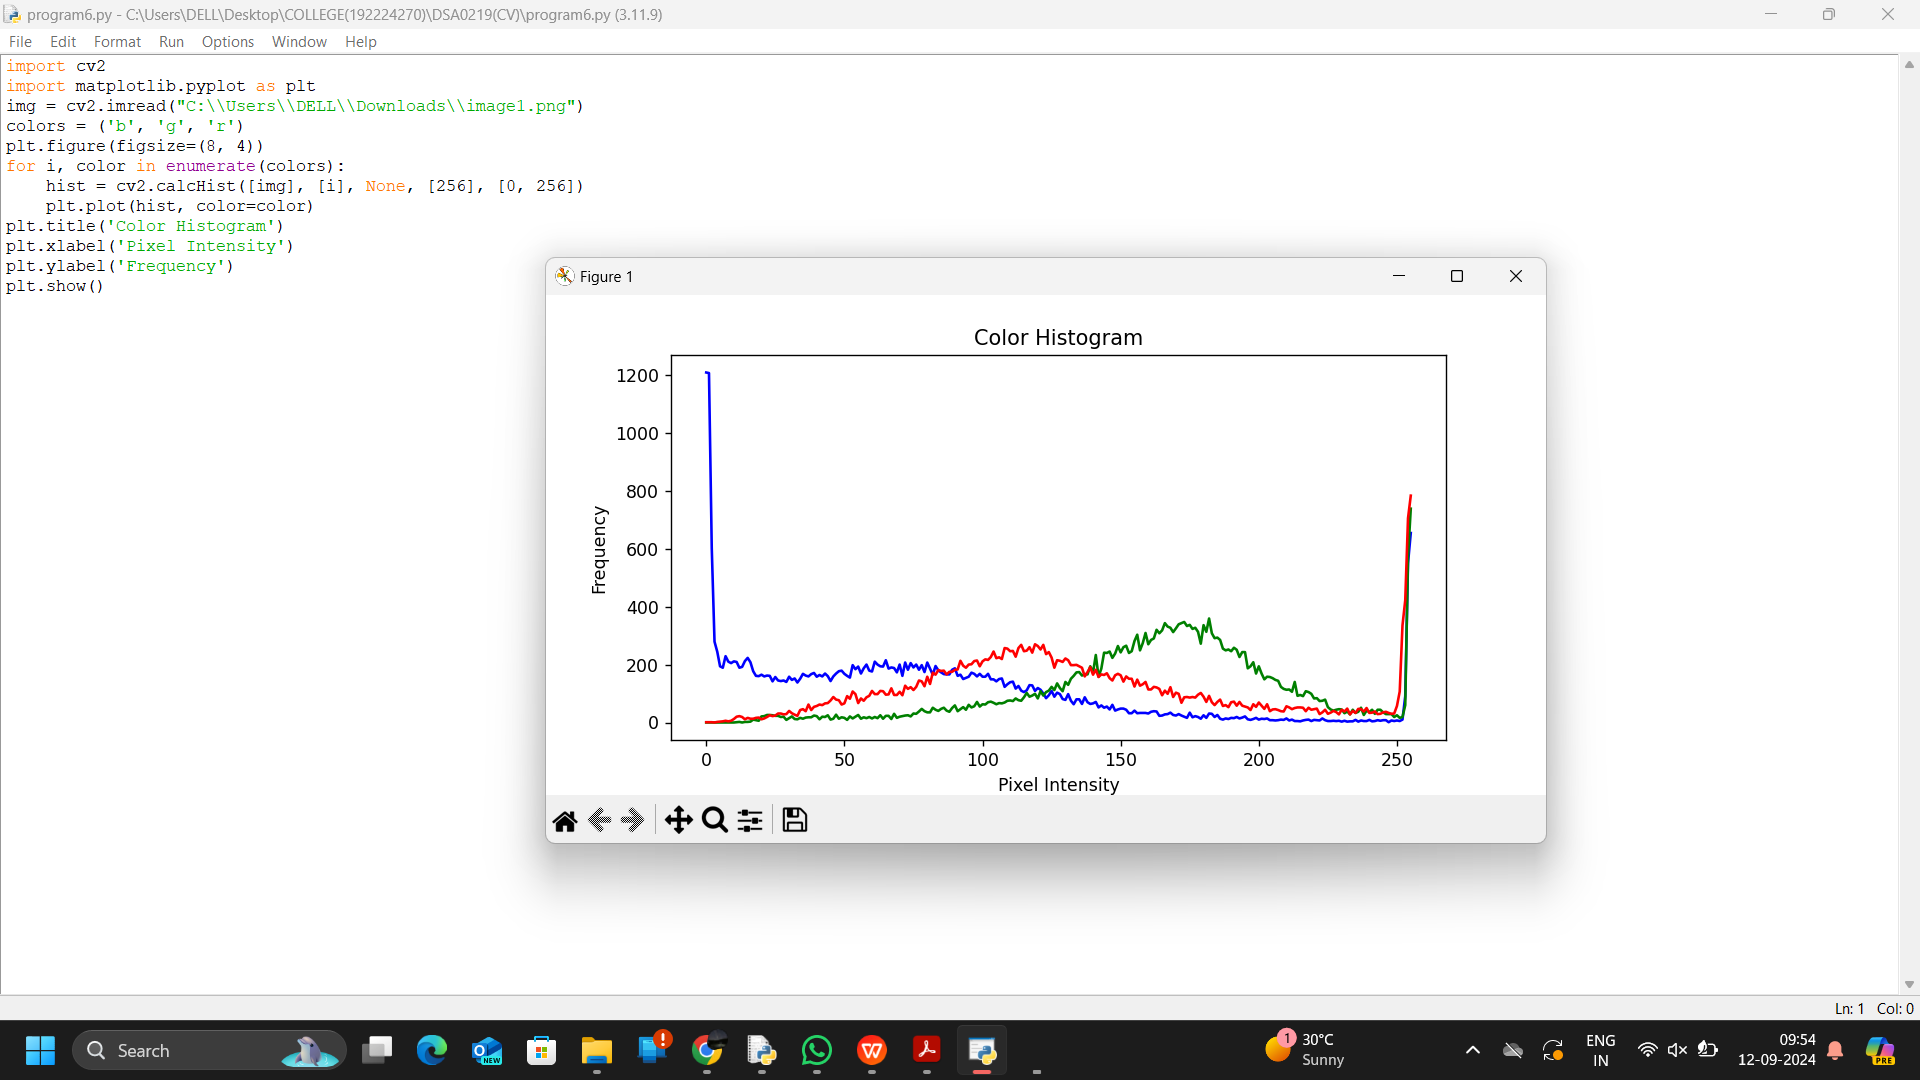 program6.py - C:\Users\DELL\Desktop\COLLEGE(192224270)\DSA0219(CV)\program6.py (3.11.9)
File Edit Format Run Options Window Help
import cv2
import matplotlib.pyplot as plt
img = cv2.imread("C:\\Users\\DELL\\Downloads\\image1.png")
colors = ('b', 'g', 'r')
plt.figure(figsize=(8, 4))
for i, color in enumerate(colors):
    hist = cv2.calcHist([img], [i], None, [256], [0, 256])
    plt.plot(hist, color=color)
plt.title('Color Histogram')
plt.xlabel('Pixel Intensity')
plt.ylabel('Frequency')
plt.show()
Figure 1
Color Histogram
1200
1000
800
600
400
200
0
Frequency
0 50 100 150 200 250
Pixel Intensity
Ln: 1 Col: 0
Search
NEW
1
30°C
Sunny
ENG
IN
09:54
12-09-2024
PRE